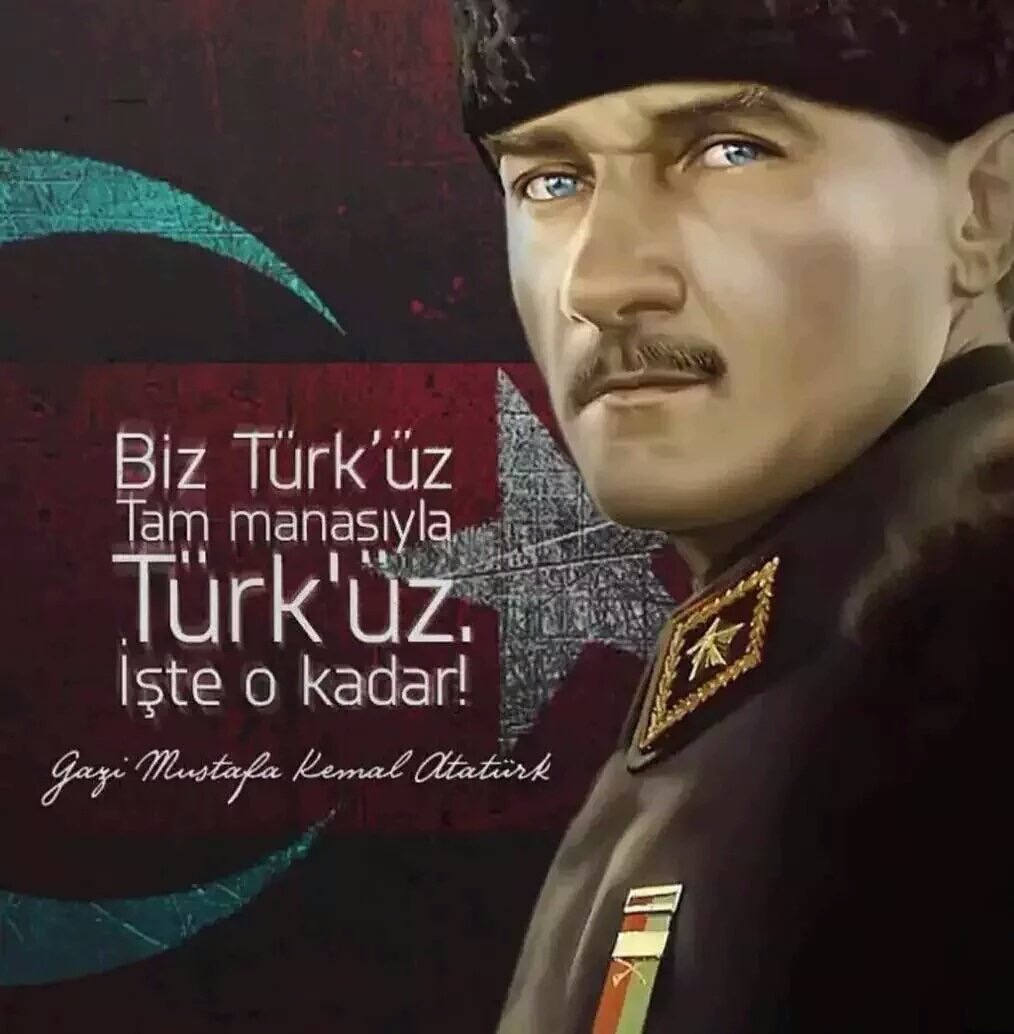 Biz Türk'üz
Tam manasıyla
Türk'üz.
İşte o kadar!
Gazi Mustafa Kemal Atatürk